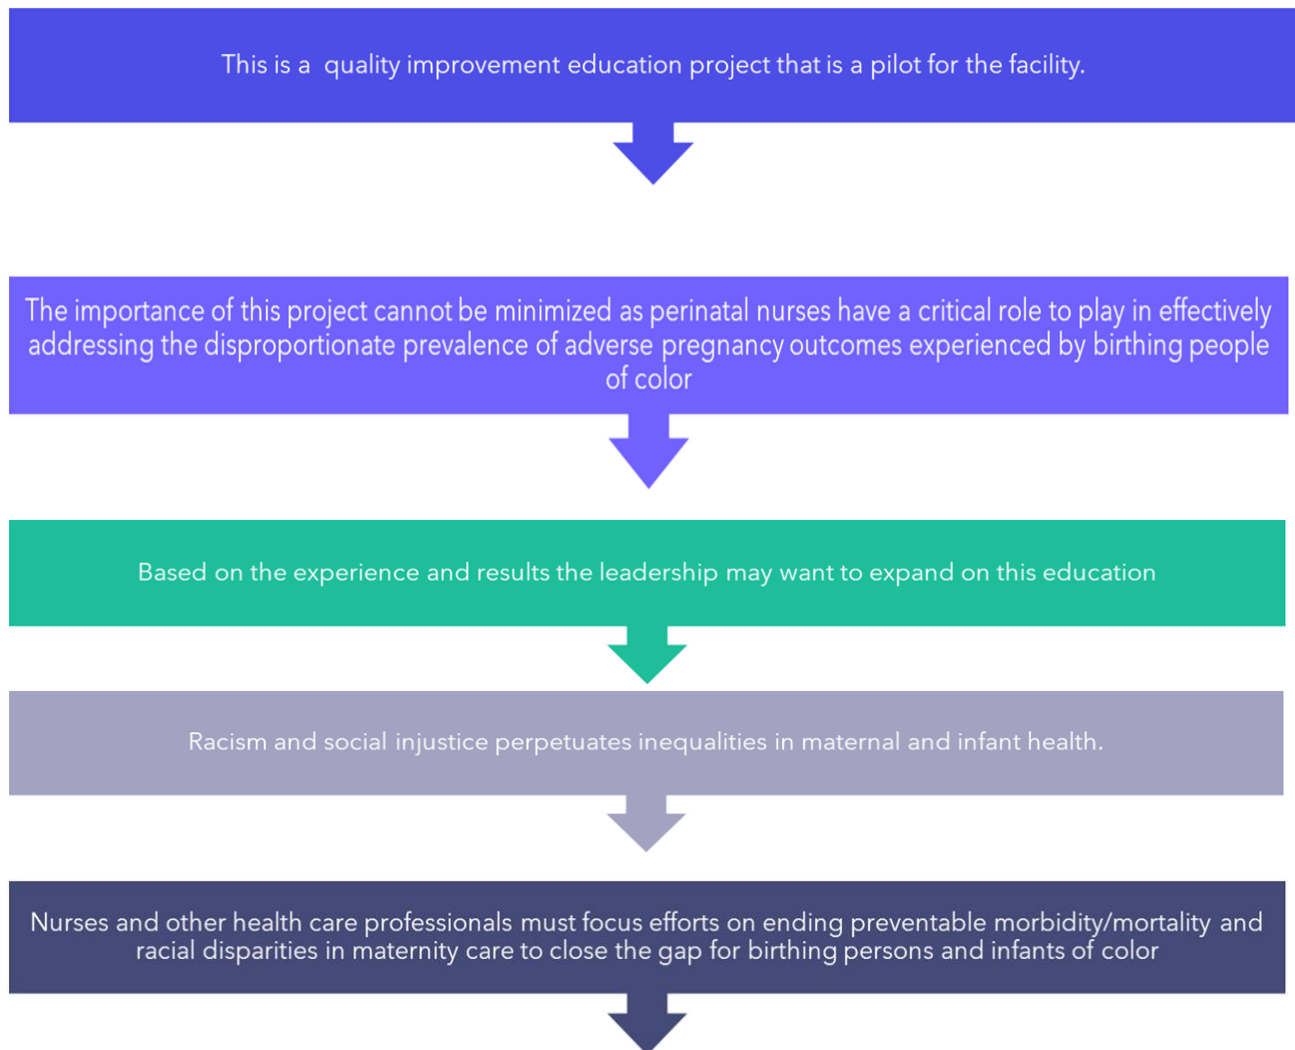 This is a  quality improvement education project that is a pilot for the facility.
The importance of this project cannot be minimized as perinatal nurses have a critical role to play in effectively
addressing the disproportionate prevalence of adverse pregnancy outcomes experienced by birthing people
of color
Based on the experience and results the leadership may want to expand on this education
Racism and social injustice perpetuates inequalities in maternal and infant health.
Nurses and other health care professionals must focus efforts on ending preventable morbidity/mortality and
racial disparities in maternity care to close the gap for birthing persons and infants of color